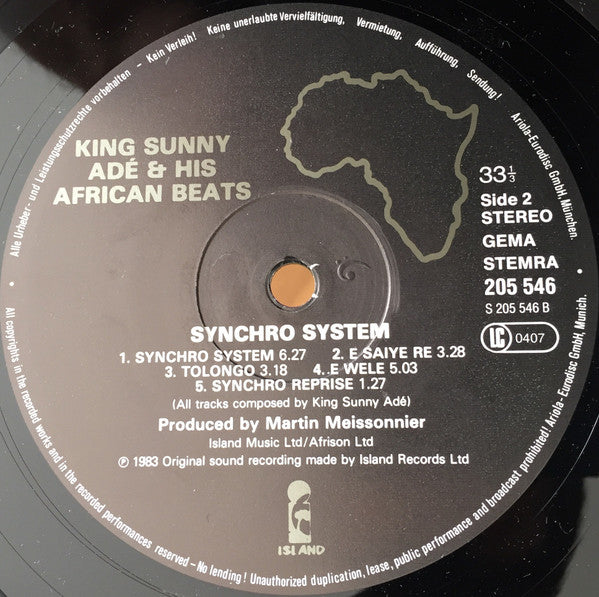 Alle Urheber- und Leistungsschutzrechte vorbehalten - Kein Verleih! Keine unerlaubte Vervielfältigung, Vermietung, Aufführung, Sendung!
Ariola-Eurodisc GmbH, München.
KING SUNNY
ADÉ & HIS
AFRICAN BEATS
33⅓
Side 2
STEREO
GEMA
STEMRA
205 546
S 205 546 B
LC 0407
SYNCHRO SYSTEM
1. SYNCHRO SYSTEM 6.27 2. E SAIYE RE 3.28
3. TOLONGO 3.18 4. E WELE 5.03
5. SYNCHRO REPRISE 1.27
(All tracks composed by King Sunny Adé)
Produced by Martin Meissonnier
Island Music Ltd/Afrison Ltd
℗ 1983 Original sound recording made by Island Records Ltd
ISLAND
All copyrights in the recorded works and in the recorded performances reserved - No lending! Unauthorized duplication, lease, public performance and broadcast prohibited! Ariola-Eurodisc GmbH, Munich.